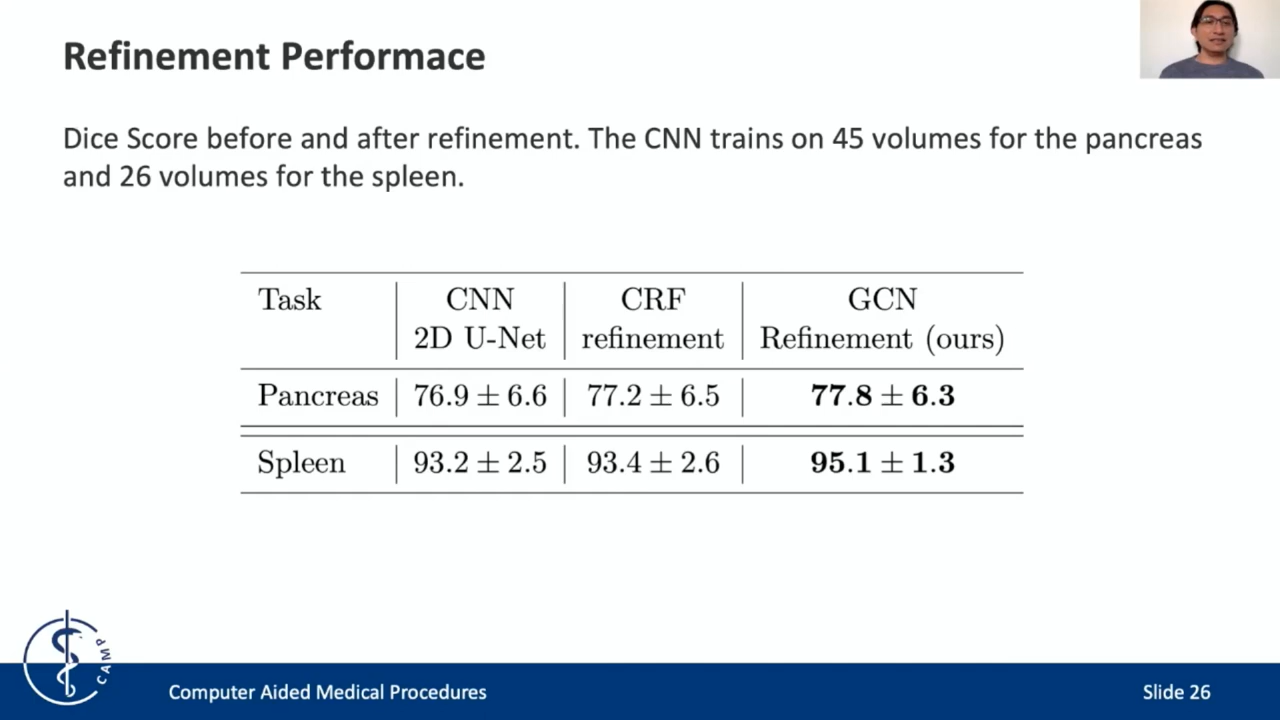 Refinement Performace
Dice Score before and after refinement. The CNN trains on 45 volumes for the pancreas
and 26 volumes for the spleen.
Task CNN CRF GCN
2D U-Net refinement Refinement (ours)
Pancreas 76.9 ± 6.6 77.2 ± 6.5 77.8 ± 6.3
Spleen 93.2 ± 2.5 93.4 ± 2.6 95.1 ± 1.3
CAMP
Computer Aided Medical Procedures Slide 26